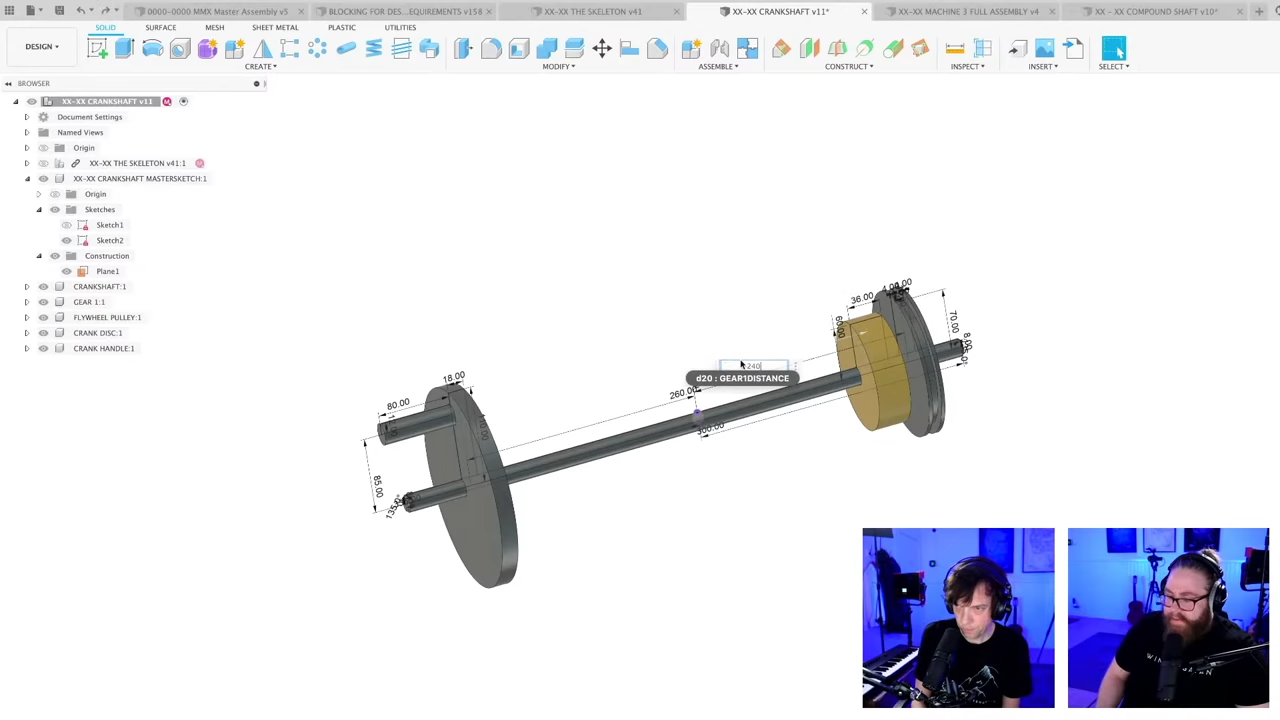 0000-0000 MMX Master Assembly v5
BLOCKING FOR DES...EQUIREMENTS v158
XX-XX THE SKELETON v41
XX-XX CRANKSHAFT v11*
XX-XX MACHINE 3 FULL ASSEMBLY v4
XX - XX COMPOUND SHAFT v10*
SOLID SURFACE MESH SHEET METAL PLASTIC UTILITIES
DESIGN
CREATE MODIFY ASSEMBLE CONSTRUCT INSPECT INSERT SELECT
BROWSER
XX-XX CRANKSHAFT v11
Document Settings
Named Views
Origin
XX-XX THE SKELETON v41:1
XX-XX CRANKSHAFT MASTERSKETCH:1
Origin
Sketches
Sketch1
Sketch2
Construction
Plane1
CRANKSHAFT:1
GEAR 1:1
FLYWHEEL PULLEY:1
CRANK DISC:1
CRANK HANDLE:1
36.00
70.00
240
d20 : GEAR1DISTANCE
18.00
260.00
80.00
300.00
85.00